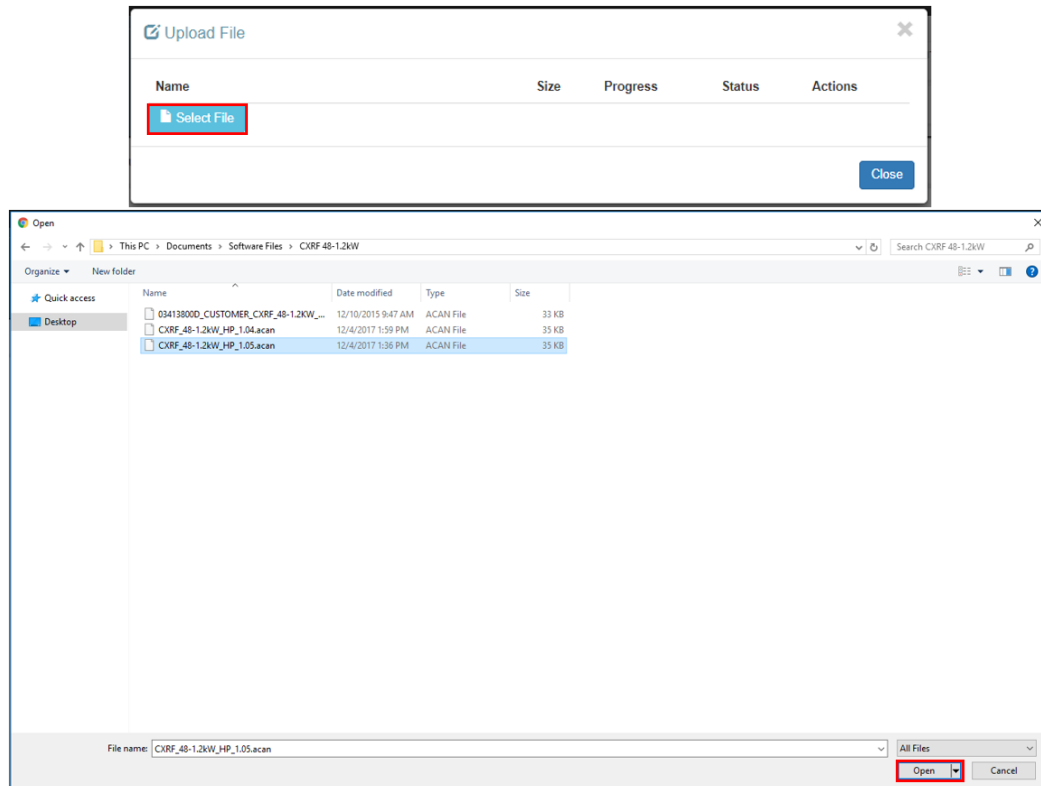 Upload File ×
Name Size Progress Status Actions
Select File
Close
Open
This PC > Documents > Software Files > CXRF 48-1.2kW Search CXRF 48-1.2kW
Organize New folder
Quick access
Desktop
Name Date modified Type Size
03413800D_CUSTOMER_CXRF_48-1.2KW_... 12/10/2015 9:47 AM ACAN File 33 KB
CXRF_48-1.2kW_HP_1.04.acan 12/4/2017 1:59 PM ACAN File 35 KB
CXRF_48-1.2kW_HP_1.05.acan 12/4/2017 1:36 PM ACAN File 35 KB
File name: CXRF_48-1.2kW_HP_1.05.acan All Files
Open Cancel